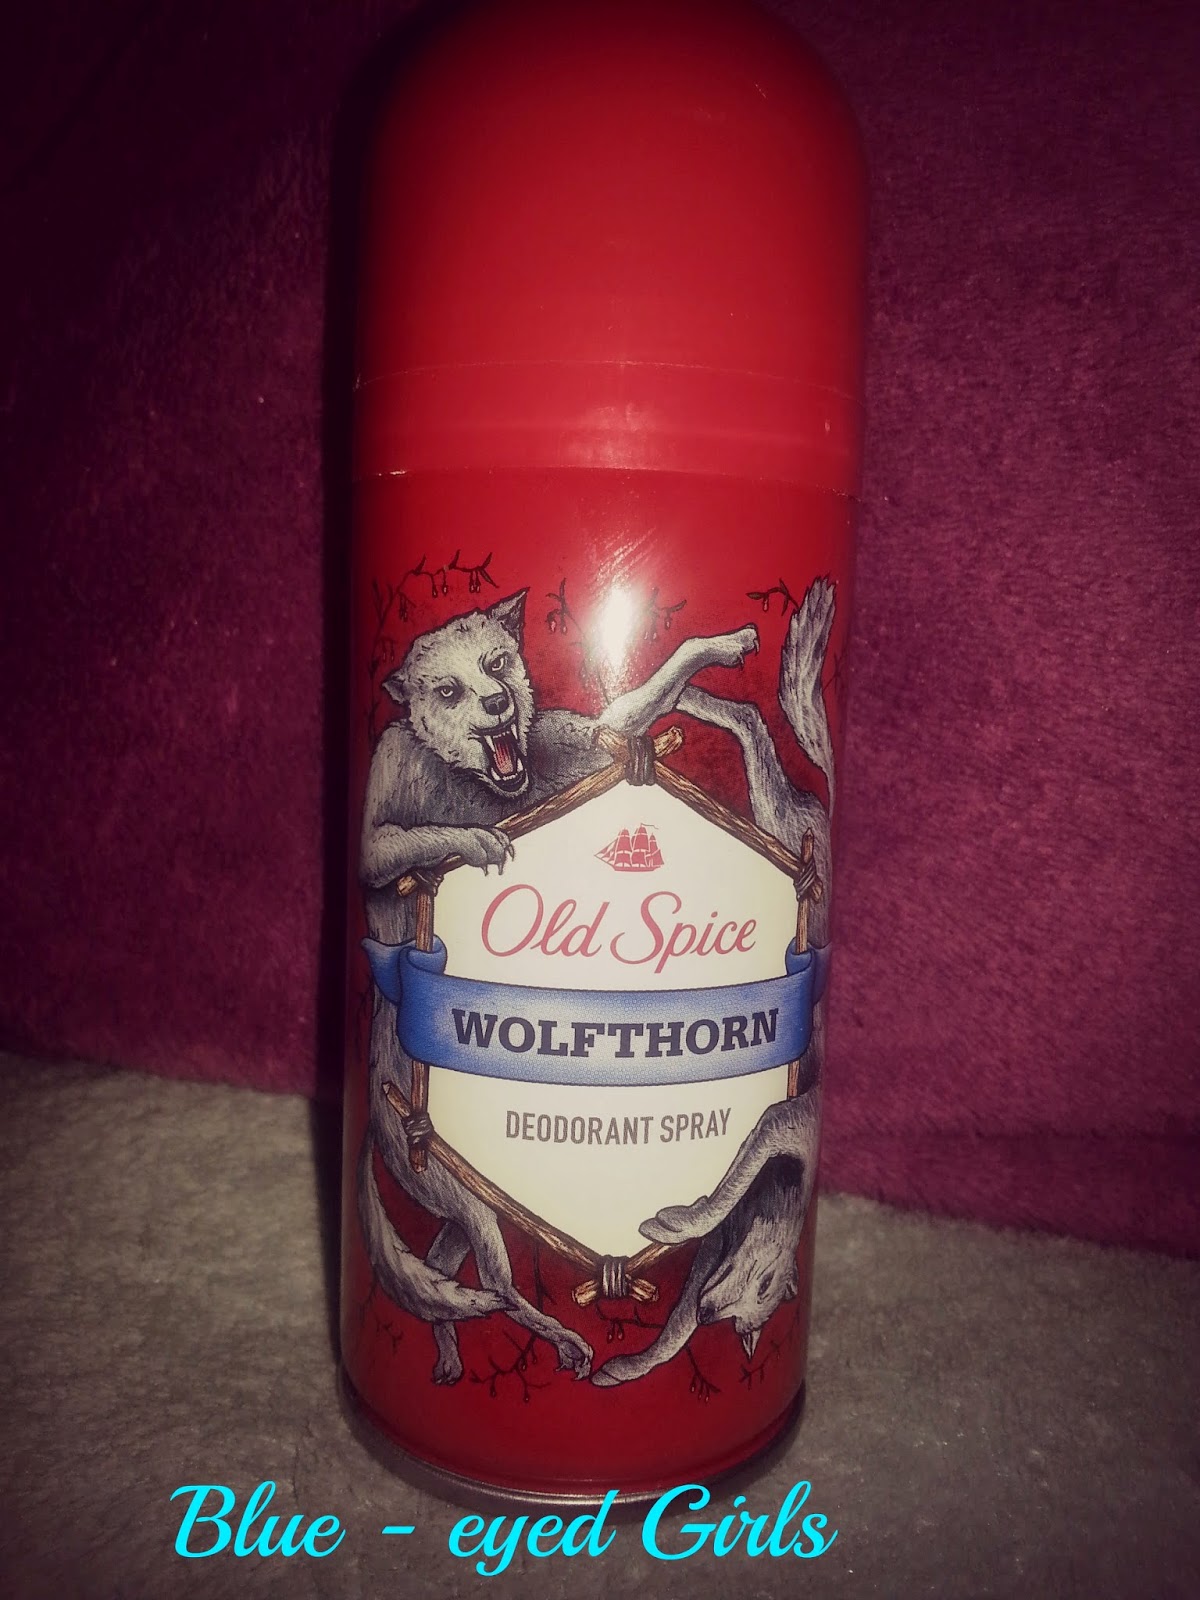 Old Spice
WOLFTHORN
DEODORANT SPRAY
Blue - eyed Girls